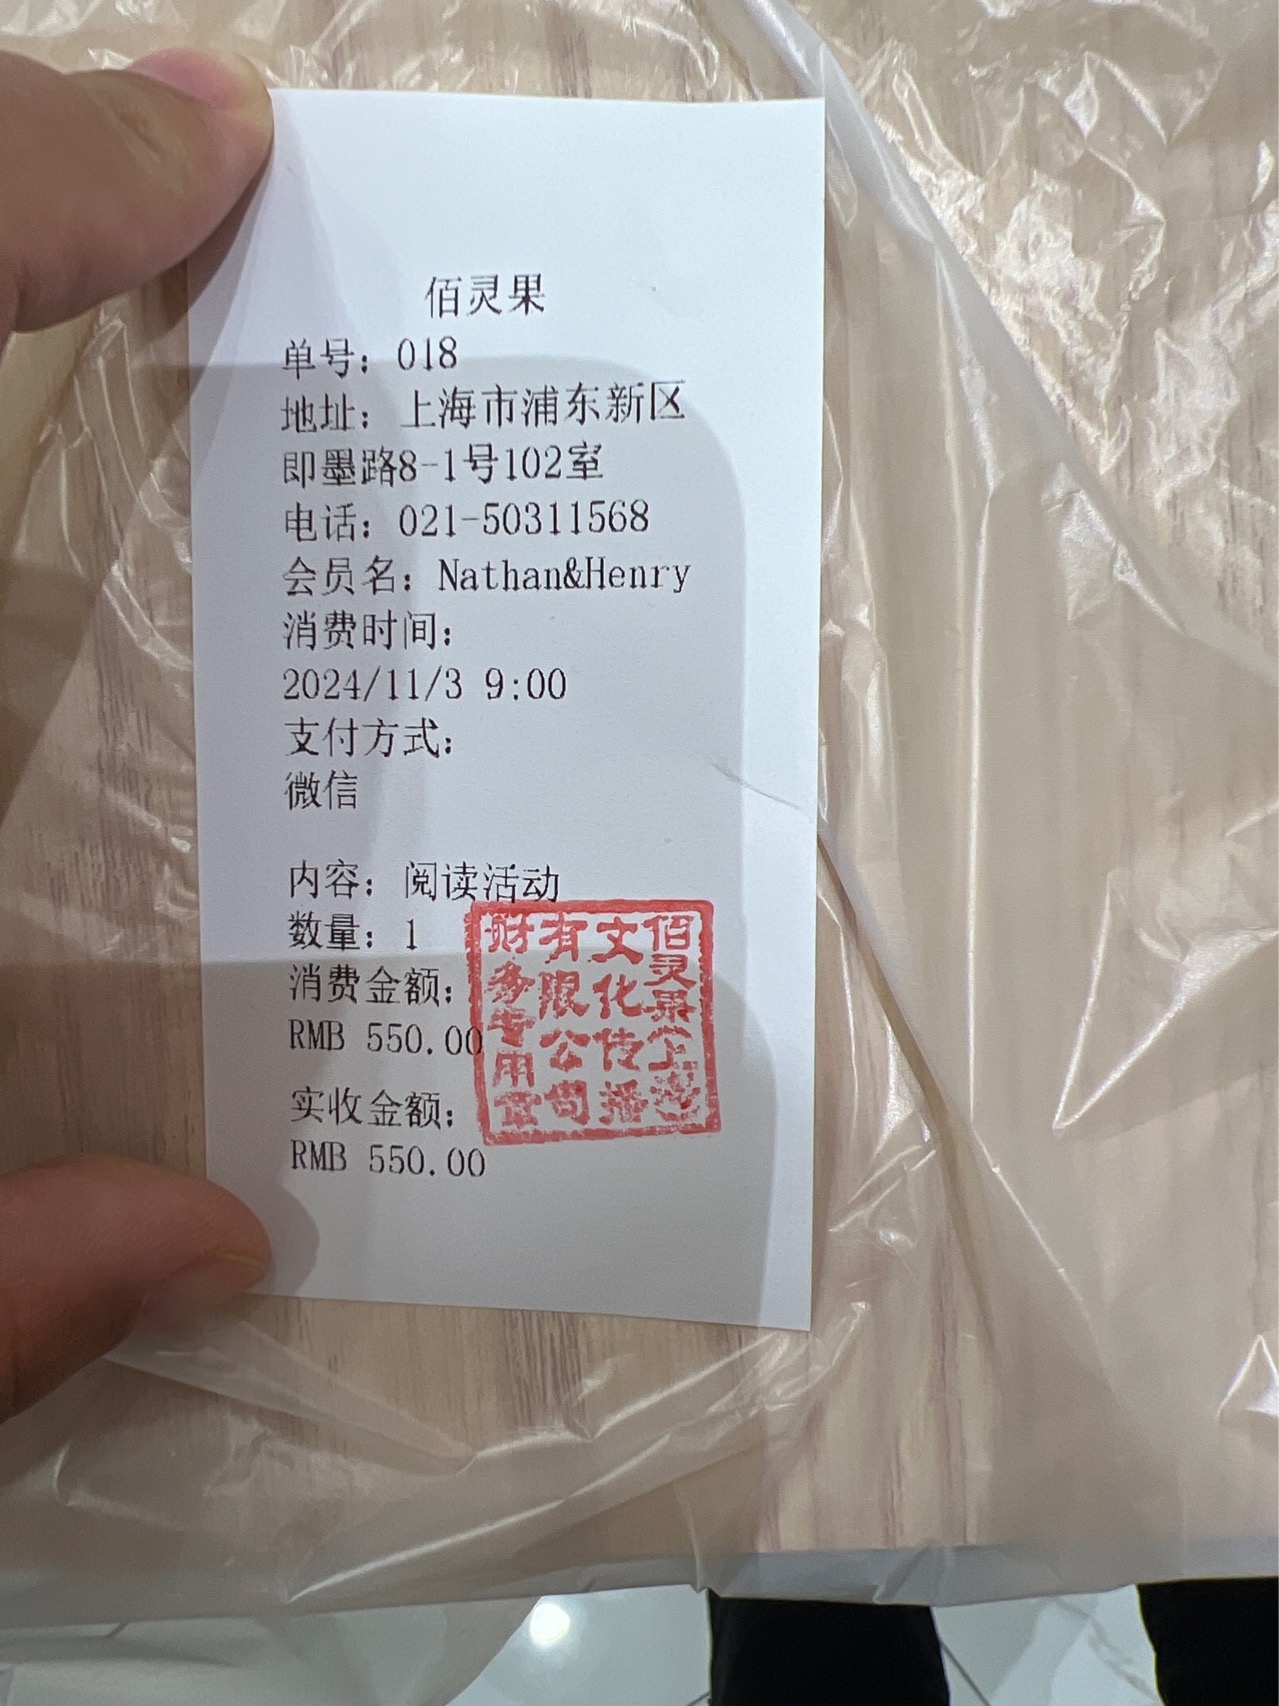 佰灵果
单号：018
地址：上海市浦东新区
即墨路8-1号102室
电话：021-50311568
会员名：Nathan&Henry
消费时间：
2024/11/3 9:00
支付方式：
微信
内容：阅读活动
数量：1
消费金额：
RMB 550.00
实收金额：
RMB 550.00
佰灵果(上海)
文化传播
有限公司
财务专用章